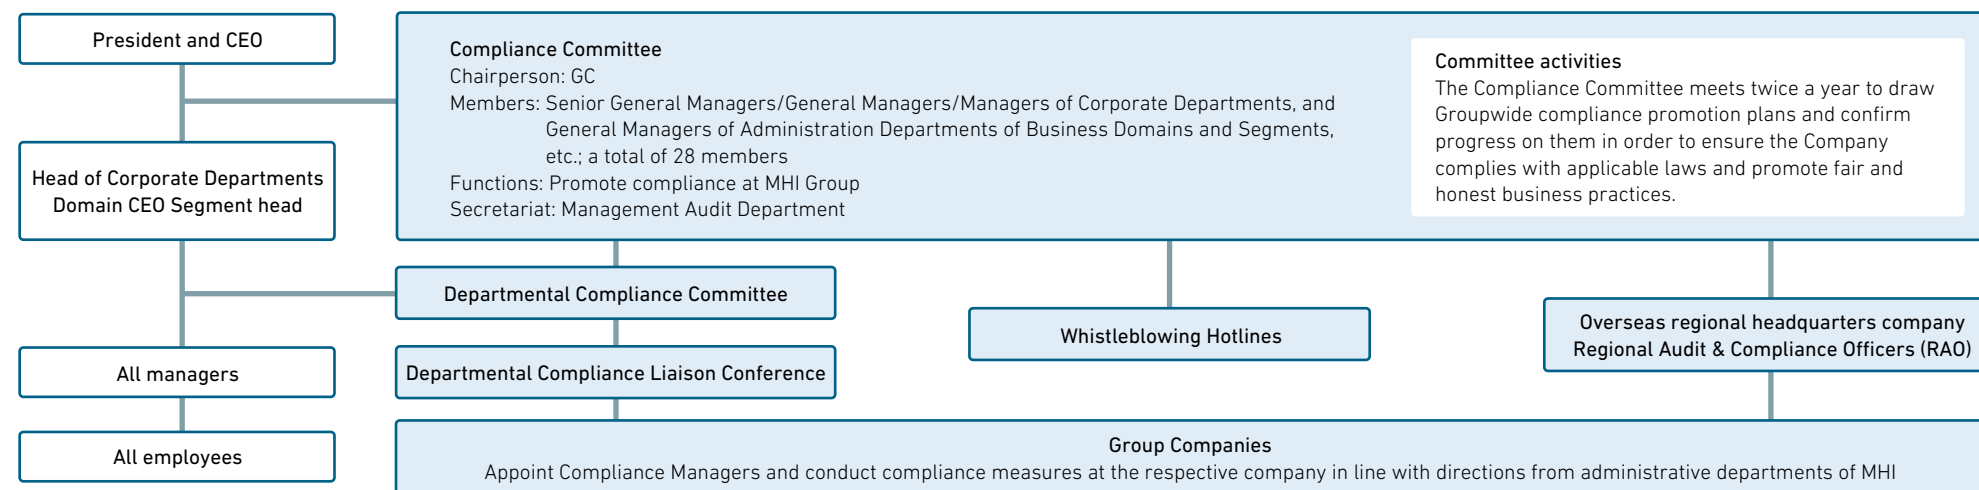 President and CEO
Head of Corporate Departments
Domain CEO Segment head
All managers
All employees
Compliance Committee
Chairperson: GC
Members: Senior General Managers/General Managers/Managers of Corporate Departments, and
General Managers of Administration Departments of Business Domains and Segments,
etc.; a total of 28 members
Functions: Promote compliance at MHI Group
Secretariat: Management Audit Department
Committee activities
The Compliance Committee meets twice a year to draw
Groupwide compliance promotion plans and confirm
progress on them in order to ensure the Company
complies with applicable laws and promote fair and
honest business practices.
Departmental Compliance Committee
Departmental Compliance Liaison Conference
Whistleblowing Hotlines
Overseas regional headquarters company
Regional Audit & Compliance Officers (RAO)
Group Companies
Appoint Compliance Managers and conduct compliance measures at the respective company in line with directions from administrative departments of MHI